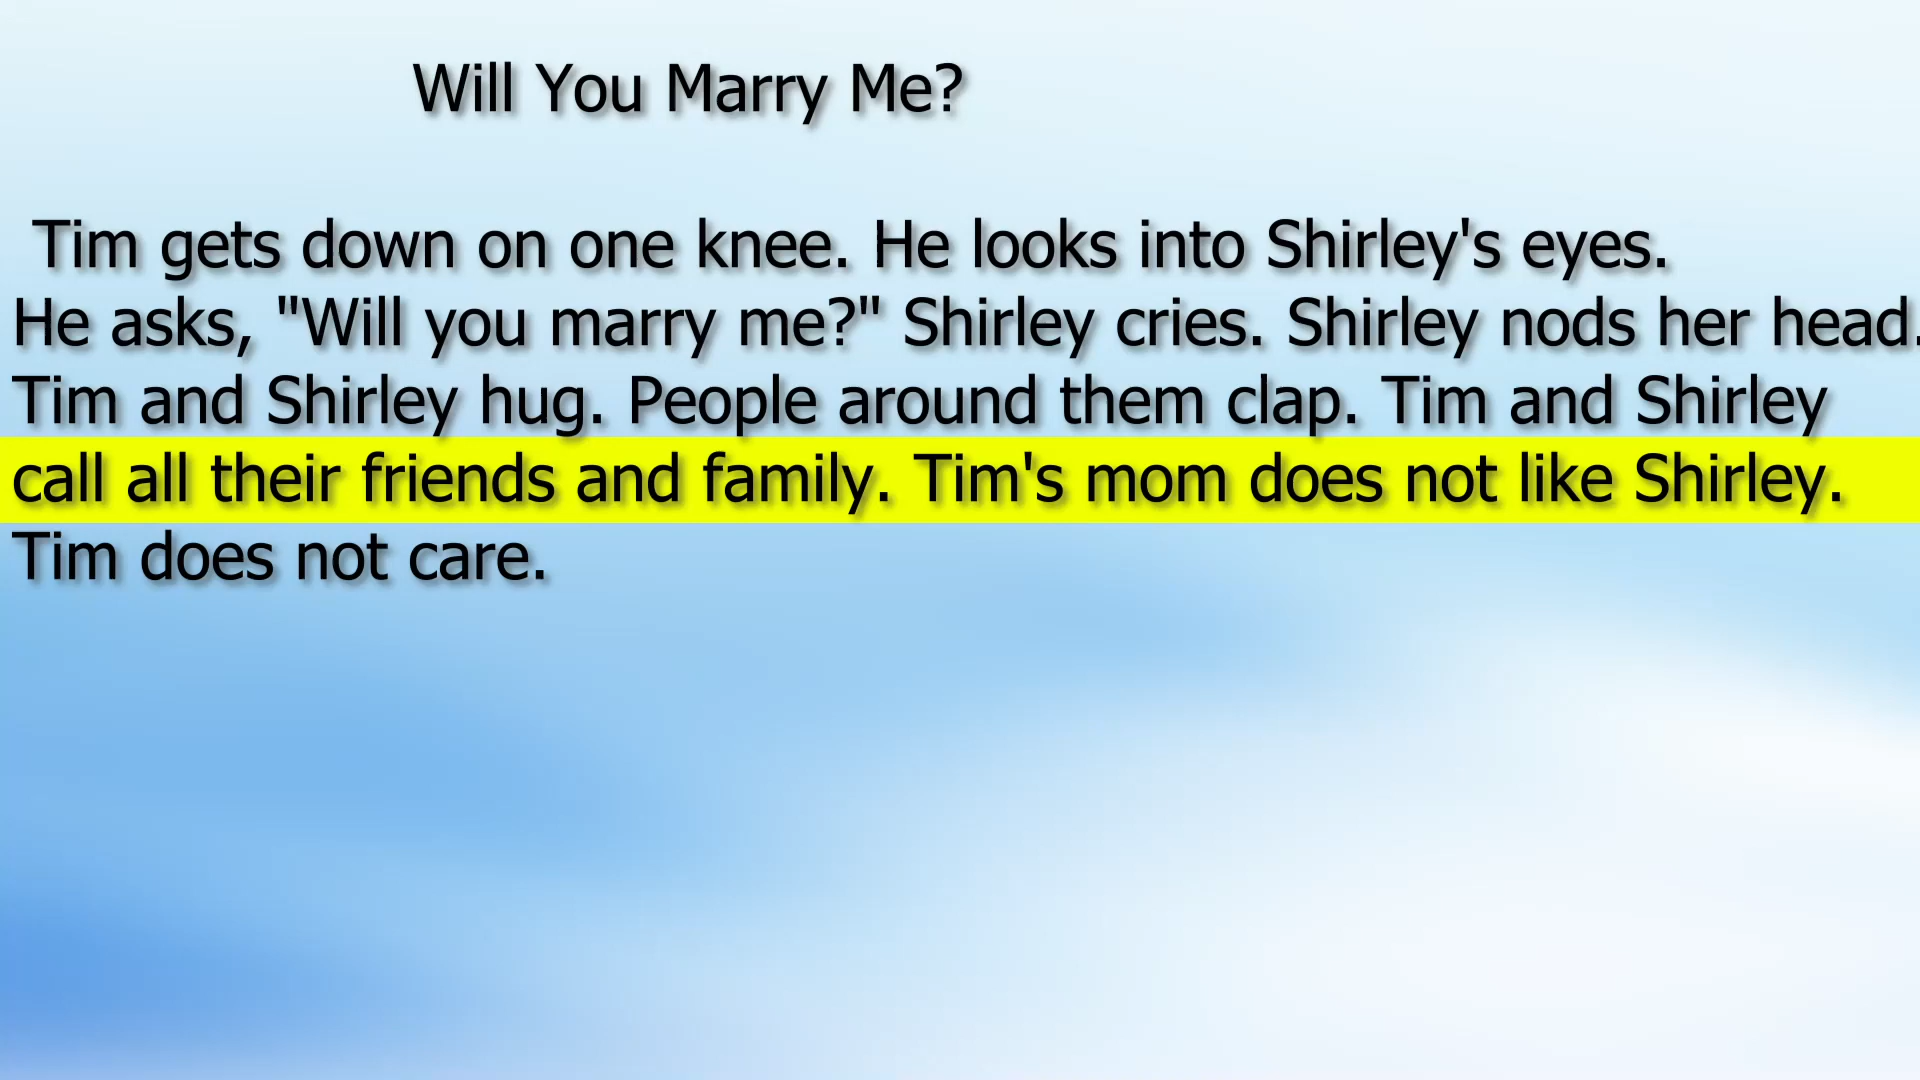 Will You Marry Me?
Tim gets down on one knee. He looks into Shirley's eyes.
He asks, "Will you marry me?" Shirley cries. Shirley nods her head.
Tim and Shirley hug. People around them clap. Tim and Shirley
call all their friends and family. Tim's mom does not like Shirley.
Tim does not care.